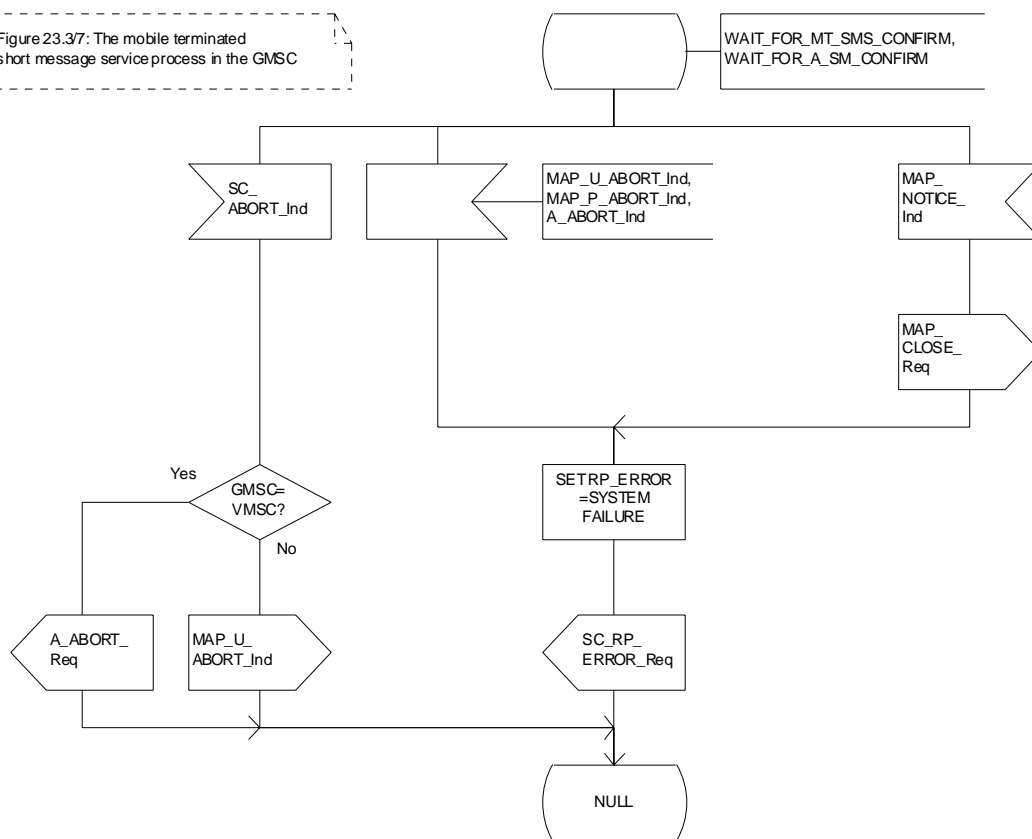 Figure 23.3/7: The mobile terminated
short message service process in the GMSC
WAIT_FOR_MT_SMS_CONFIRM,
WAIT_FOR_A_SM_CONFIRM
SC_
ABORT_Ind
MAP_U_ABORT_Ind,
MAP_P_ABORT_Ind,
A_ABORT_Ind
MAP_
NOTICE_
Ind
MAP_
CLOSE_
Req
Yes
GMSC=
VMSC?
No
SETRP_ERROR
=SYSTEM
FAILURE
A_ABORT_
Req
MAP_U_
ABORT_Ind
SC_RP_
ERROR_Req
NULL